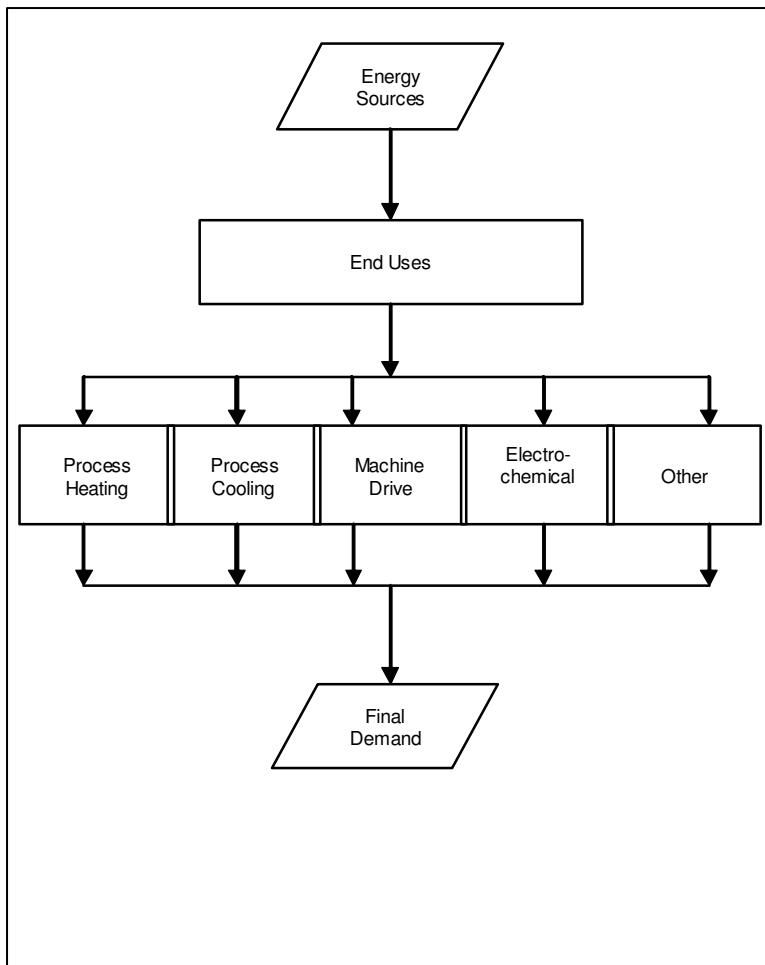 Energy
Sources
End Uses
Process
Heating
Process
Cooling
Machine
Drive
Electro-
chemical
Other
Final
Demand